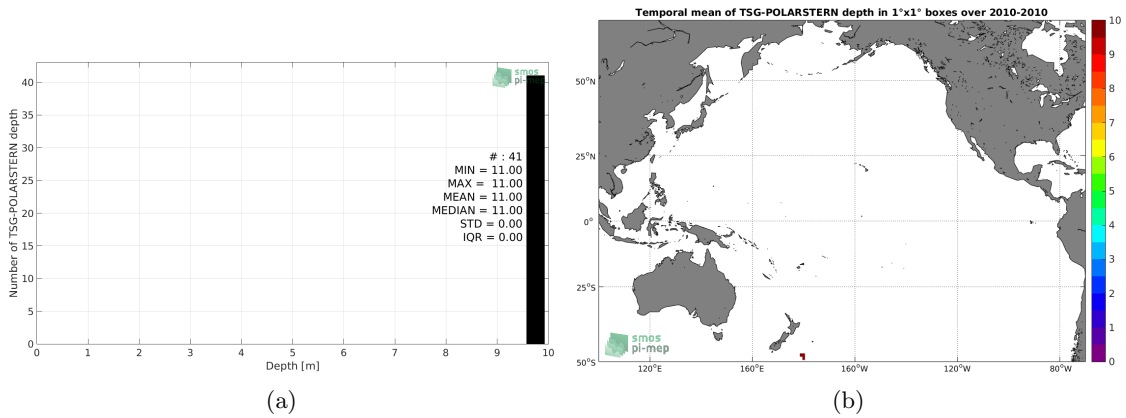 Number of TSG-POLARSTERN depth
40
35
30
25
20
15
10
5
0
smos
pi-mep
# : 41
MIN = 11.00
MAX = 11.00
MEAN = 11.00
MEDIAN = 11.00
STD = 0.00
IQR = 0.00
0 1 2 3 4 5 6 7 8 9 10
Depth [m]
(a)
Temporal mean of TSG-POLARSTERN depth in 1°x1° boxes over 2010-2010
50°N
25°N
0°
25°S
50°S
smos
pi-mep
120°E 160°E 160°W 120°W 80°W
10
9
8
7
6
5
4
3
2
1
0
(b)